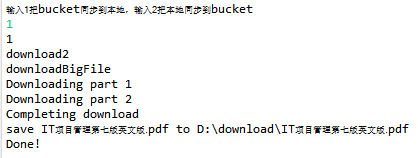 输入1把bucket同步到本地，输入2把本地同步到bucket
1
1
download2
downloadBigFile
Downloading part 1
Downloading part 2
Completing download
save IT项目管理第七版英文版.pdf to D:\download\IT项目管理第七版英文版.pdf
Done!